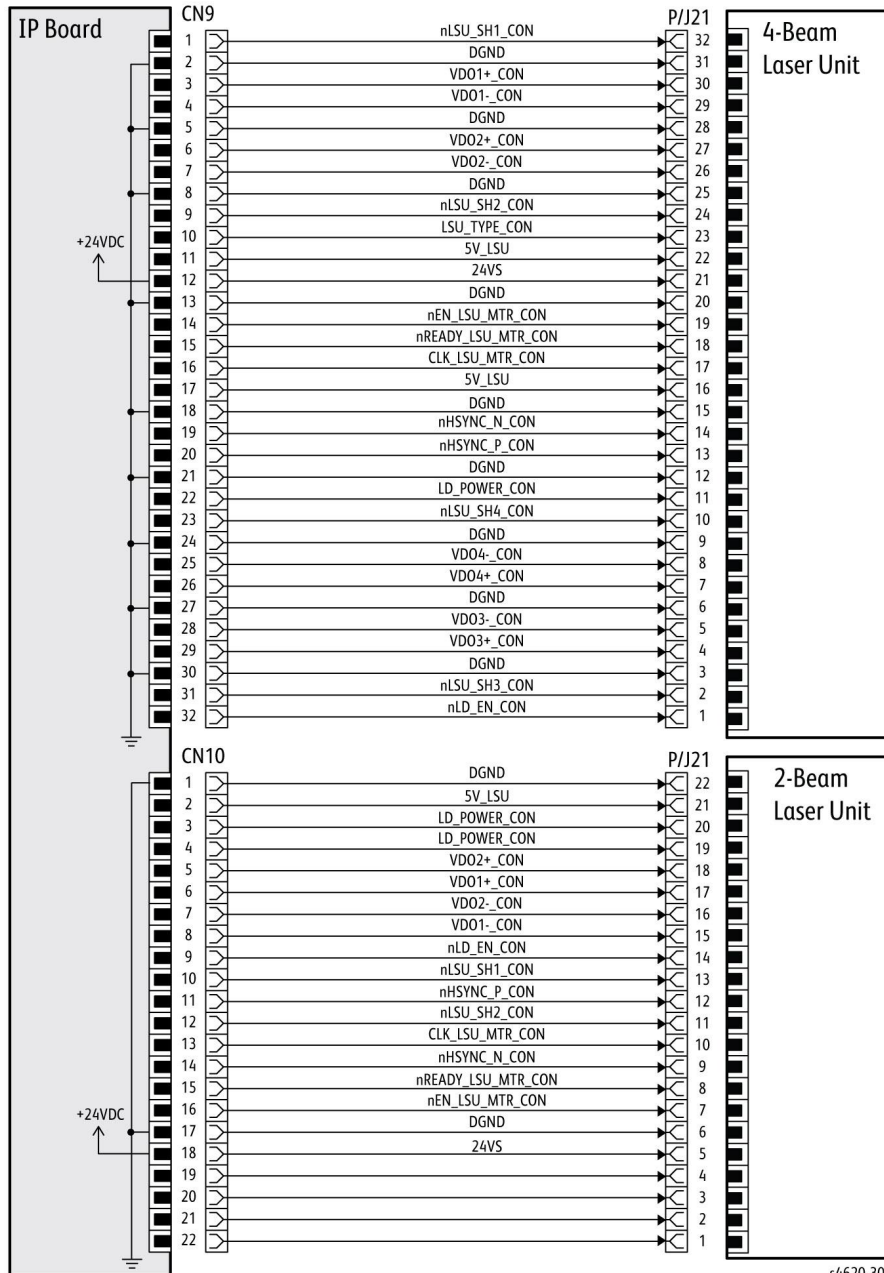 IP Board
CN9
P/J21
4-Beam
Laser Unit
1 nLSU_SH1_CON 32
2 DGND 31
3 VDO1+_CON 30
4 VDO1-_CON 29
5 DGND 28
6 VDO2+_CON 27
7 VDO2-_CON 26
8 DGND 25
9 nLSU_SH2_CON 24
10 LSU_TYPE_CON 23
+24VDC
11 5V_LSU 22
12 24VS 21
13 DGND 20
14 nEN_LSU_MTR_CON 19
15 nREADY_LSU_MTR_CON 18
16 CLK_LSU_MTR_CON 17
17 5V_LSU 16
18 DGND 15
19 nHSYNC_N_CON 14
20 nHSYNC_P_CON 13
21 DGND 12
22 LD_POWER_CON 11
23 nLSU_SH4_CON 10
24 DGND 9
25 VDO4-_CON 8
26 VDO4+_CON 7
27 DGND 6
28 VDO3-_CON 5
29 VDO3+_CON 4
30 DGND 3
31 nLSU_SH3_CON 2
32 nLD_EN_CON 1
CN10
P/J21
2-Beam
Laser Unit
1 DGND 22
2 5V_LSU 21
3 LD_POWER_CON 20
4 LD_POWER_CON 19
5 VDO2+_CON 18
6 VDO1+_CON 17
7 VDO2-_CON 16
8 VDO1-_CON 15
9 nLD_EN_CON 14
10 nLSU_SH1_CON 13
11 nHSYNC_P_CON 12
12 nLSU_SH2_CON 11
13 CLK_LSU_MTR_CON 10
14 nHSYNC_N_CON 9
15 nREADY_LSU_MTR_CON 8
16 nEN_LSU_MTR_CON 7
+24VDC
17 DGND 6
18 24VS 5
19 4
20 3
21 2
22 1